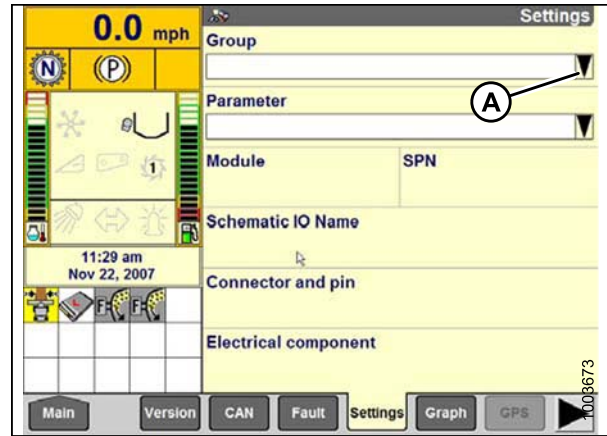 0.0 mph
Settings
Group
N
(P)
A
Parameter
1
Module
SPN
Schematic IO Name
11:29 am
Nov 22, 2007
Connector and pin
L F F
Electrical component
1003673
Main
Version
CAN
Fault
Settings
Graph
GPS